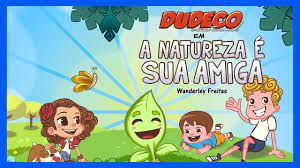 DUDECO
EM
A NATUREZA É
SUA AMIGA
Wanderley Freitas